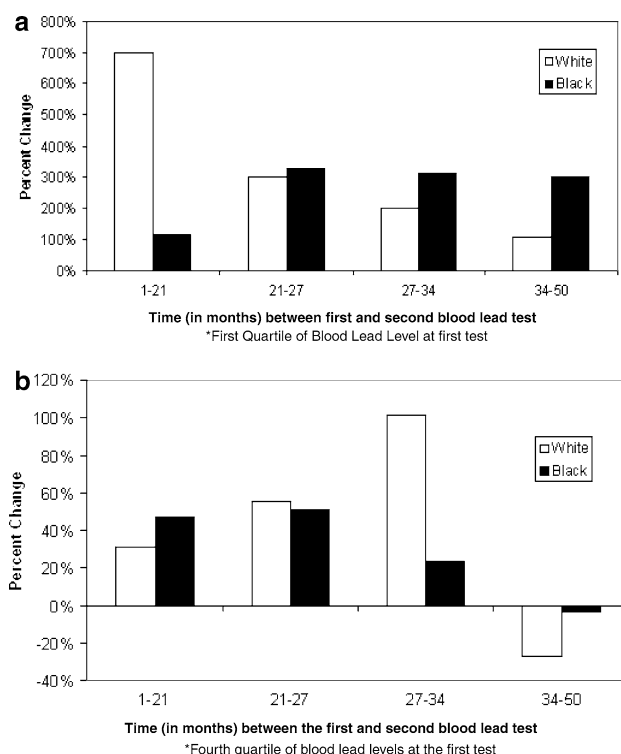 a
800%
700%
600%
500%
400%
300%
200%
100%
0%
Percent Change
White
Black
1-21 21-27 27-34 34-50
Time (in months) between first and second blood lead test
*First Quartile of Blood Lead Level at first test
b
120%
100%
80%
60%
40%
20%
0%
-20%
-40%
Percent Change
White
Black
1-21 21-27 27-34 34-50
Time (in months) between the first and second blood lead test
*Fourth quartile of blood lead levels at the first test